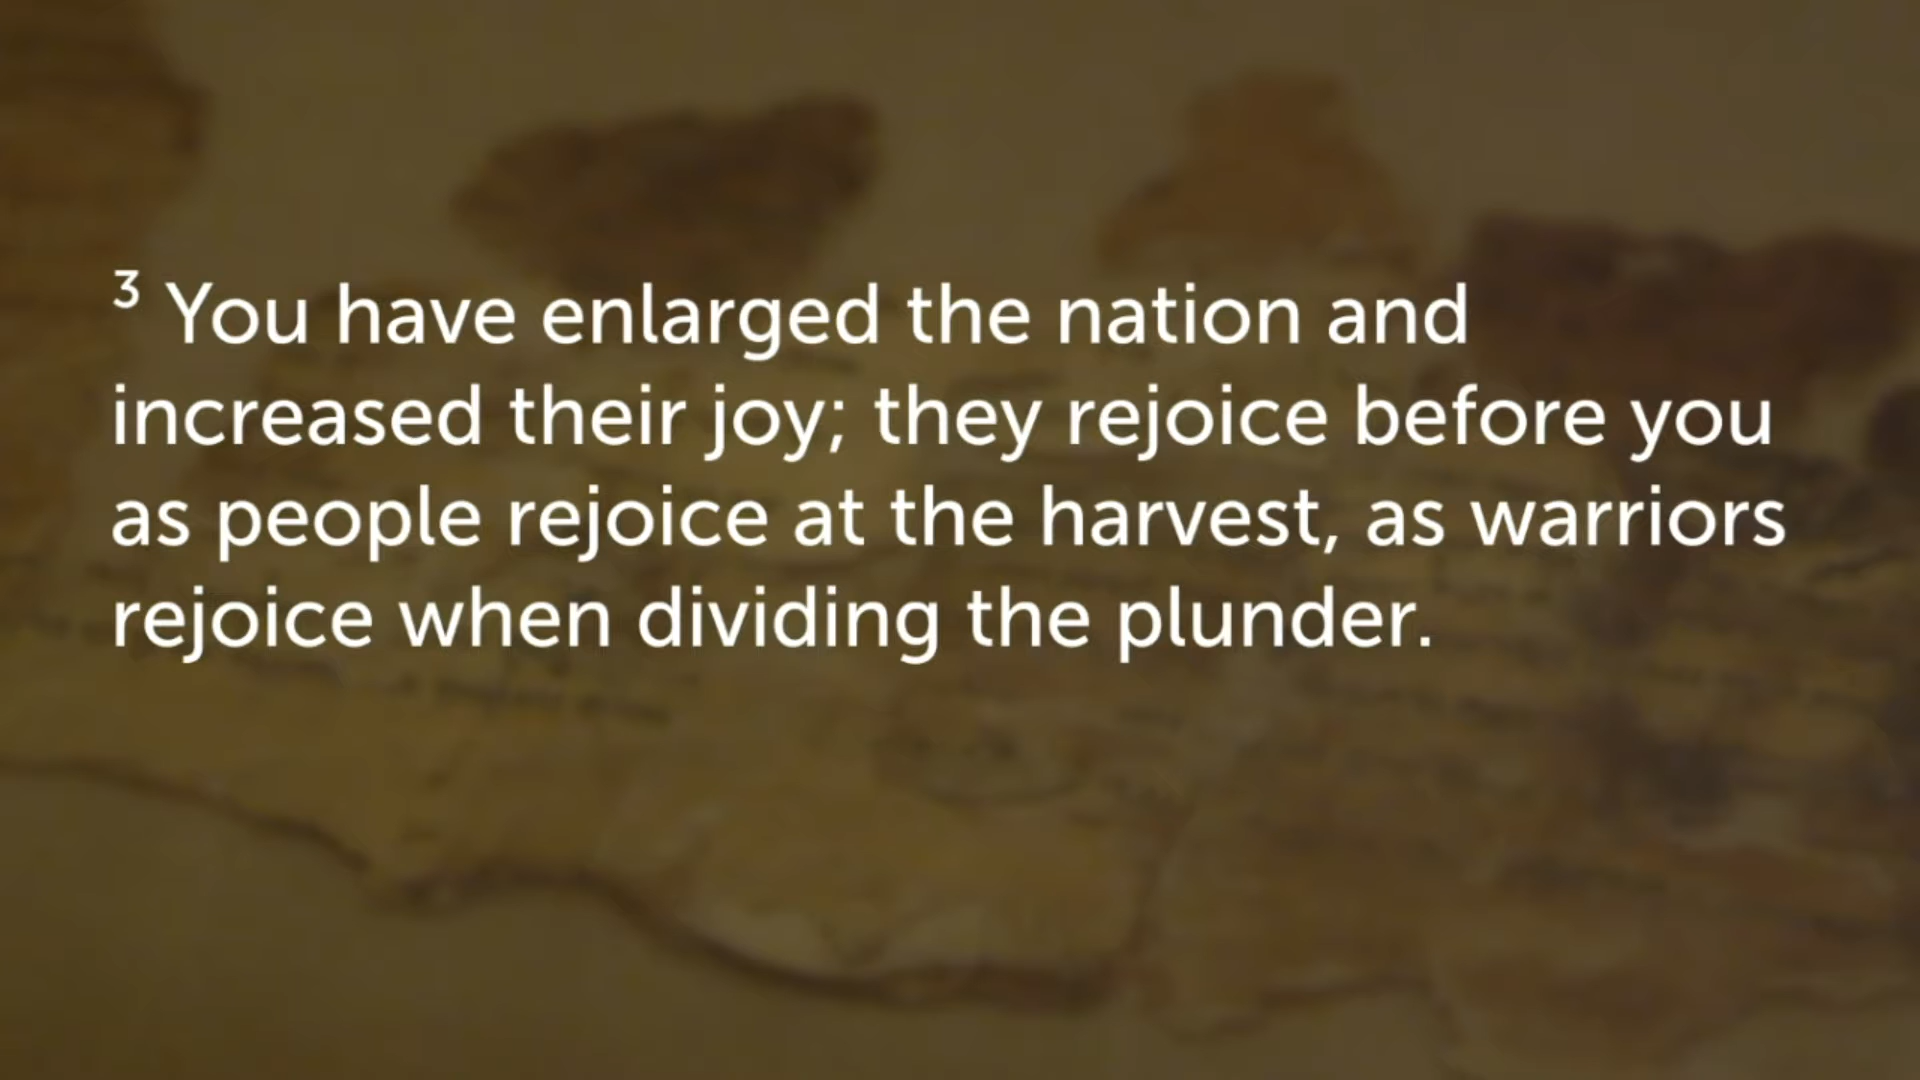 3 You have enlarged the nation and
increased their joy; they rejoice before you
as people rejoice at the harvest, as warriors
rejoice when dividing the plunder.